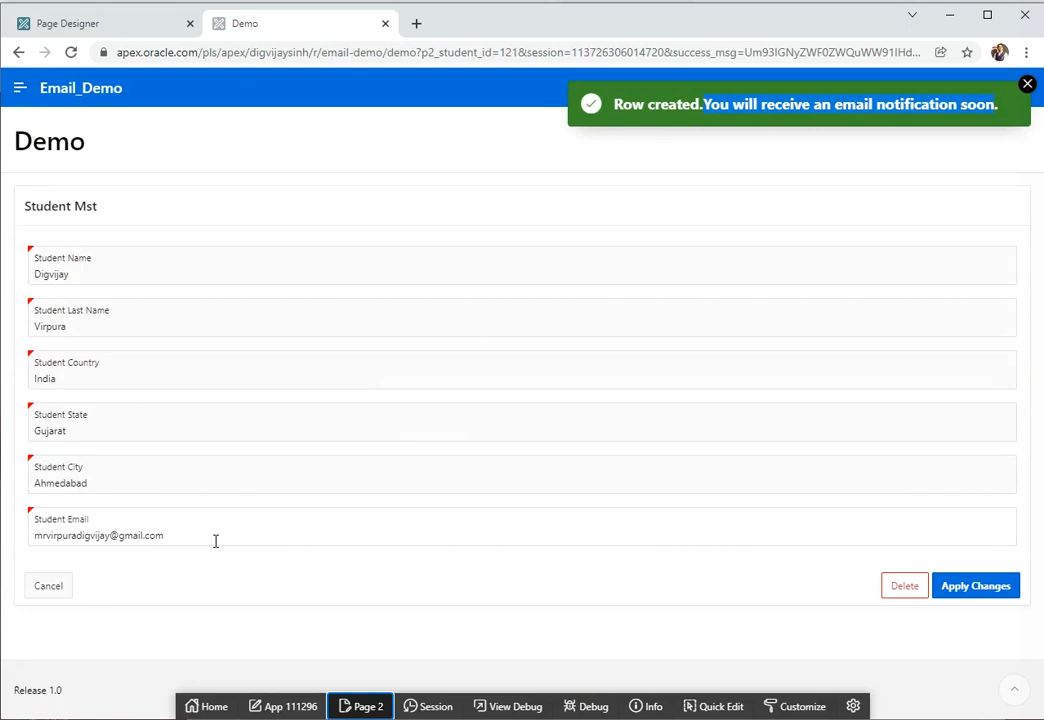 Page Designer
Demo
apex.oracle.com/pls/apex/digvijaysinh/r/email-demo/demo?p2_student_id=121&session=113726306014720&success_msg=Um93IGNyZWF0ZWQuWW91IHd...
Email_Demo
Row created.You will receive an email notification soon.
Demo
Student Mst
Student Name
Digvijay
Student Last Name
Virpura
Student Country
India
Student State
Gujarat
Student City
Ahmedabad
Student Email
mrvirpuradigvijay@gmail.com
Cancel
Delete
Apply Changes
Release 1.0
Home
App 111296
Page 2
Session
View Debug
Debug
Info
Quick Edit
Customize